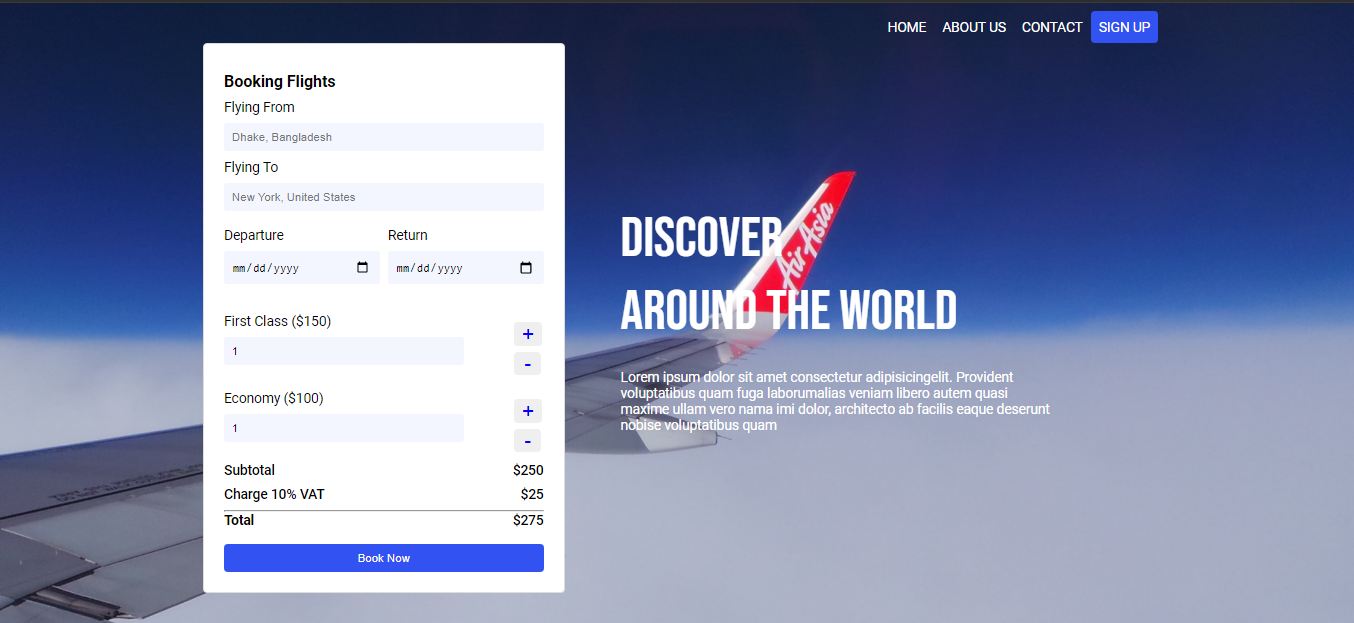 HOME ABOUT US CONTACT SIGN UP
Booking Flights
Flying From
Dhake, Bangladesh
Flying To
New York, United States
Departure Return
mm/dd/yyyy mm/dd/yyyy
First Class ($150)
+
1
-
Economy ($100)
+
1
-
Subtotal $250
Charge 10% VAT $25
Total $275
Book Now
AirAsia
DISCOVER
AROUND THE WORLD
Lorem ipsum dolor sit amet consectetur adipisicingelit. Provident
voluptatibus quam fuga laborumalias veniam libero autem quasi
maxime ullam vero nama imi dolor, architecto ab facilis eaque deserunt
nobise voluptatibus quam